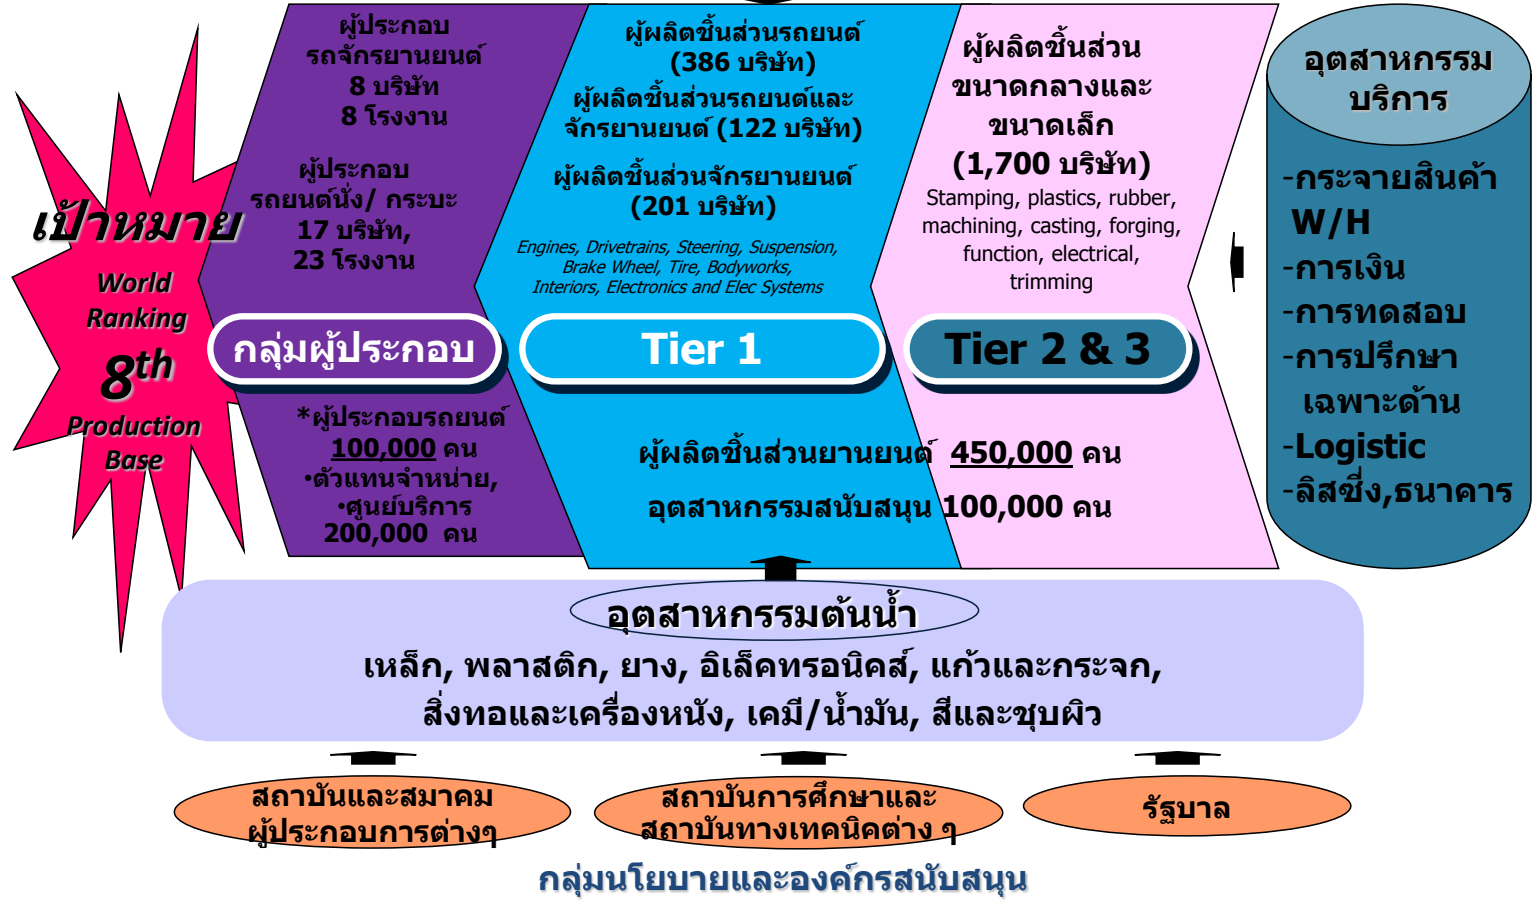 เป้าหมาย
World
Ranking
8th
Production
Base
ผู้ประกอบ
รถจักรยานยนต์
8 บริษัท
8 โรงงาน
ผู้ประกอบ
รถยนต์นั่ง/ กระบะ
17 บริษัท,
23 โรงงาน
กลุ่มผู้ประกอบ
*ผู้ประกอบรถยนต์
100,000 คน
•ตัวแทนจำหน่าย,
•ศูนย์บริการ
200,000 คน
ผู้ผลิตชิ้นส่วนรถยนต์
(386 บริษัท)
ผู้ผลิตชิ้นส่วนรถยนต์และ
จักรยานยนต์ (122 บริษัท)
ผู้ผลิตชิ้นส่วนจักรยานยนต์
(201 บริษัท)
Engines, Drivetrains, Steering, Suspension,
Brake Wheel, Tire, Bodyworks,
Interiors, Electronics and Elec Systems
Tier 1
ผู้ผลิตชิ้นส่วน
ขนาดกลางและ
ขนาดเล็ก
(1,700 บริษัท)
Stamping, plastics, rubber,
machining, casting, forging,
function, electrical,
trimming
Tier 2 & 3
ผู้ผลิตชิ้นส่วนยานยนต์ 450,000 คน
อุตสาหกรรมสนับสนุน 100,000 คน
อุตสาหกรรม
บริการ
-กระจายสินค้า
W/H
-การเงิน
-การทดสอบ
-การปรึกษา
เฉพาะด้าน
-Logistic
-ลิสซี่ง,ธนาคาร
อุตสาหกรรมต้นน้ำ
เหล็ก, พลาสติก, ยาง, อิเล็คทรอนิคส์, แก้วและกระจก,
สิ่งทอและเครื่องหนัง, เคมี/น้ำมัน, สีและชุบผิว
สถาบันและสมาคม
ผู้ประกอบการต่างๆ
สถาบันการศึกษาและ
สถาบันทางเทคนิคต่าง ๆ
รัฐบาล
กลุ่มนโยบายและองค์กรสนับสนุน